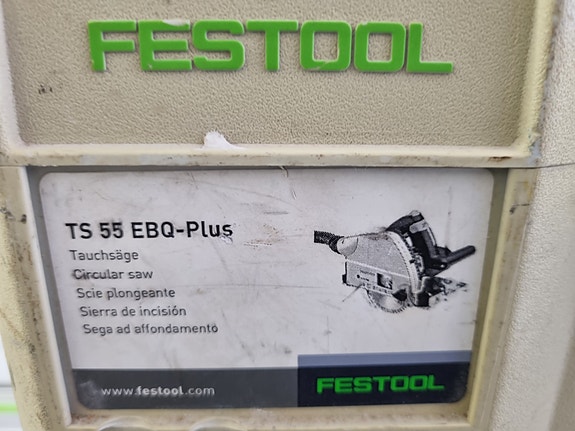 FESTOOL
TS 55 EBQ-Plus
Tauchsäge
Circular saw
Scie plongeante
Sierra de incisión
Sega ad affondamento
www.festool.com
FESTOOL